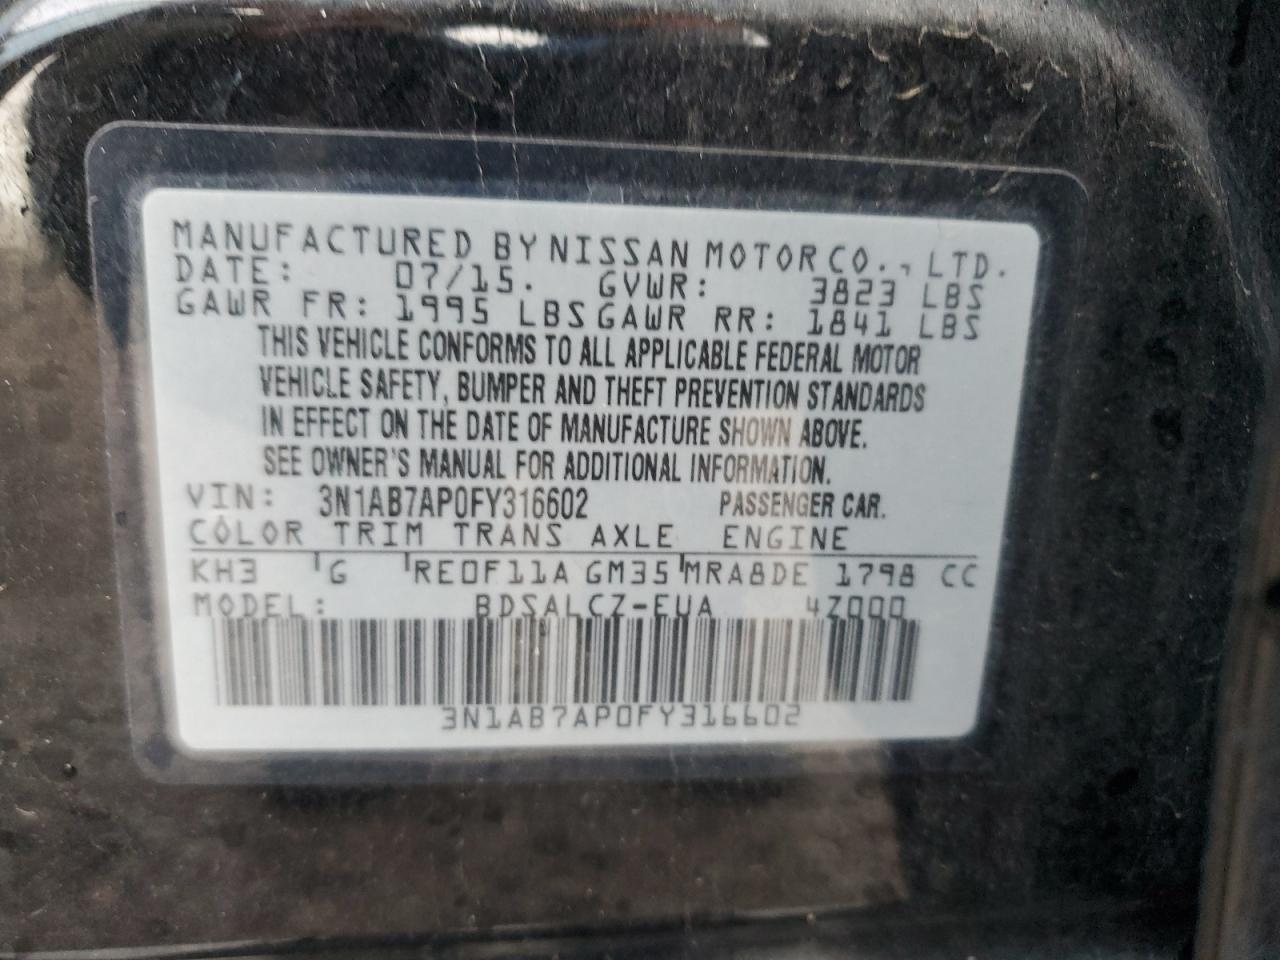 MANUFACTURED BY NISSAN MOTOR CO., LTD.
DATE: 07/15. GVWR: 3823 LBS
GAWR FR: 1995 LBS GAWR RR: 1841 LBS
THIS VEHICLE CONFORMS TO ALL APPLICABLE FEDERAL MOTOR
VEHICLE SAFETY, BUMPER AND THEFT PREVENTION STANDARDS
IN EFFECT ON THE DATE OF MANUFACTURE SHOWN ABOVE.
SEE OWNER'S MANUAL FOR ADDITIONAL INFORMATION.
VIN: 3N1AB7AP0FY316602 PASSENGER CAR.
COLOR TRIM TRANS AXLE ENGINE
KH3 G RE0F11A GM35 MRA8DE 1798 CC
MODEL: BDSALCZ-EUA 4Z000
3N1AB7AP0FY316602